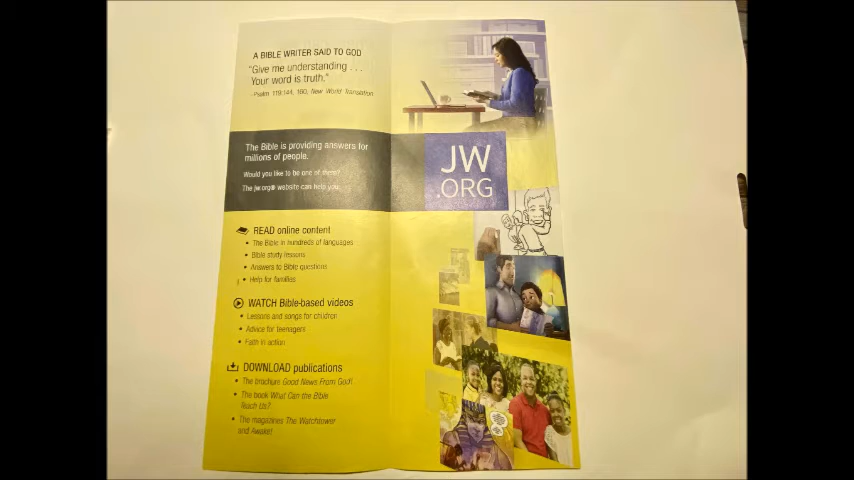 A BIBLE WRITER SAID TO GOD
“Give me understanding . . .
Your word is truth.”
Psalm 119:144, 160, New World Translation
The Bible is providing answers for
millions of people.
Would you like to be one of them?
The jw.org® website can help you.
JW
.ORG
READ online content
• The Bible in hundreds of languages
• Bible study lessons
• Answers to Bible questions
• Help for families
WATCH Bible-based videos
• Lessons and songs for children
• Advice for teenagers
• Faith in action
DOWNLOAD publications
• The brochure Good News From God!
• The book What Can the Bible
Teach Us?
• The magazines The Watchtower
and Awake!